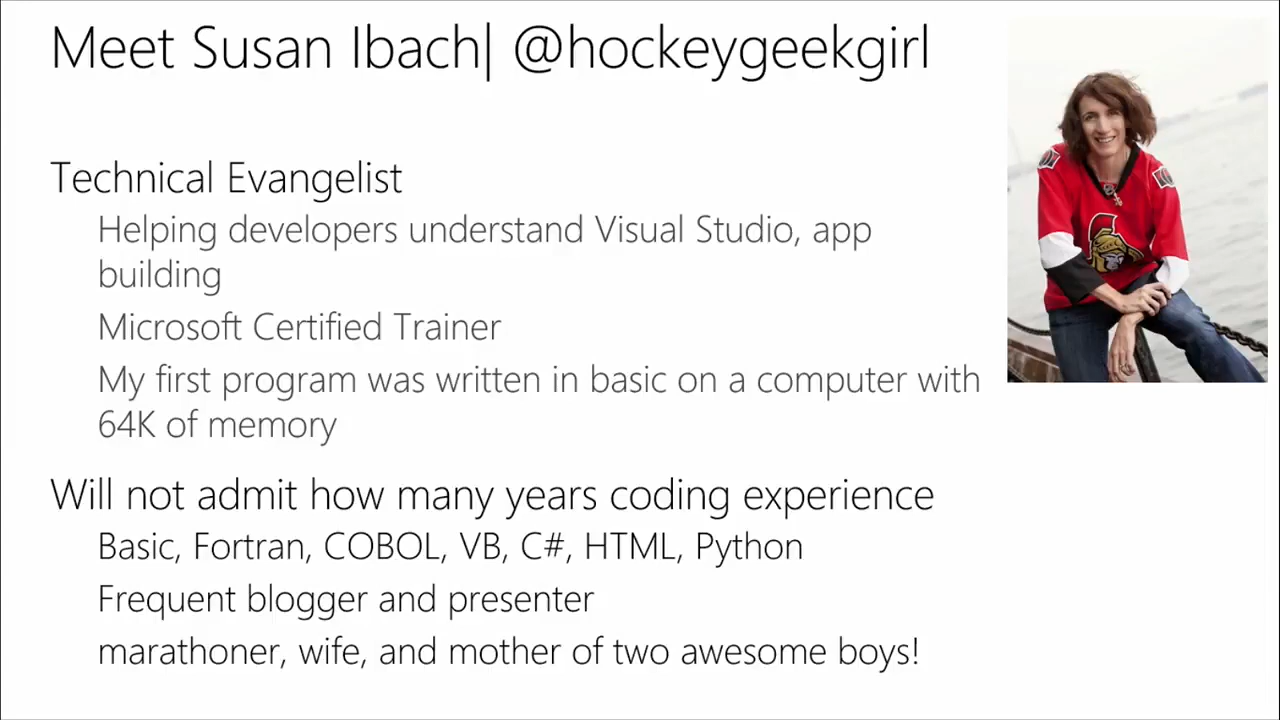 Meet Susan Ibach| @hockeygeekgirl
Technical Evangelist
Helping developers understand Visual Studio, app
building
Microsoft Certified Trainer
My first program was written in basic on a computer with
64K of memory
Will not admit how many years coding experience
Basic, Fortran, COBOL, VB, C#, HTML, Python
Frequent blogger and presenter
marathoner, wife, and mother of two awesome boys!